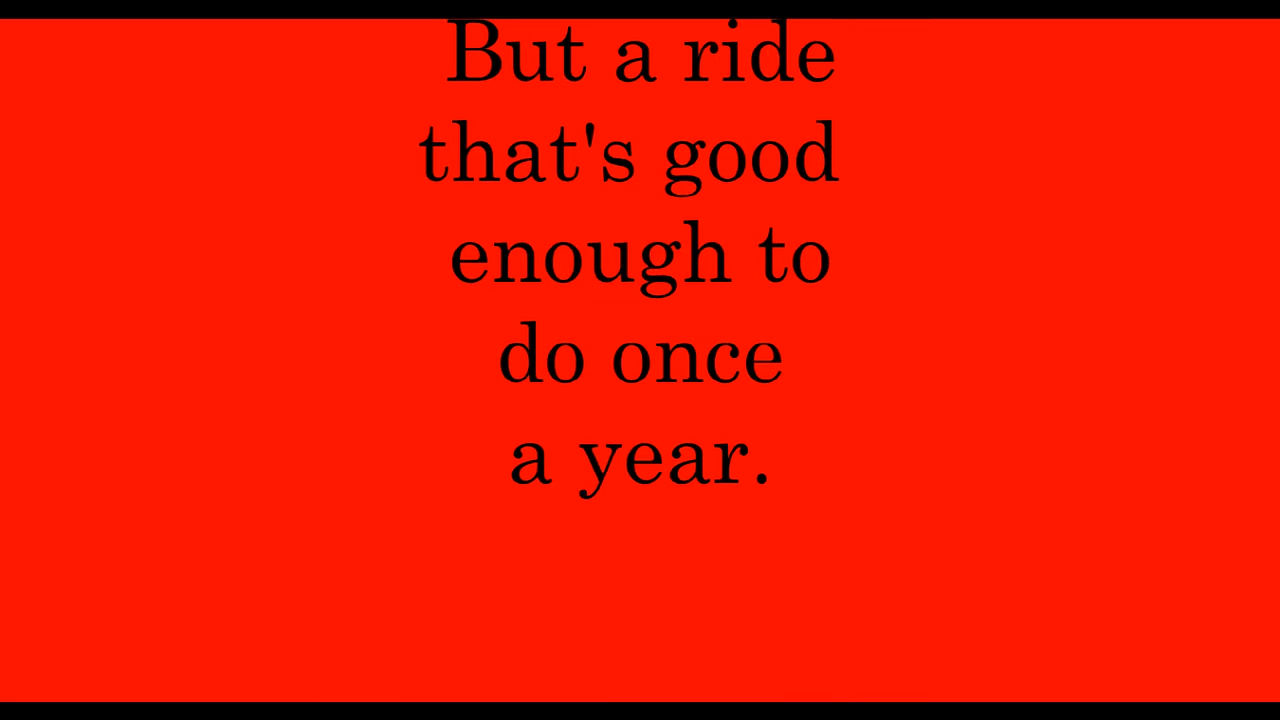 But a ride
that's good
enough to
do once
a year.